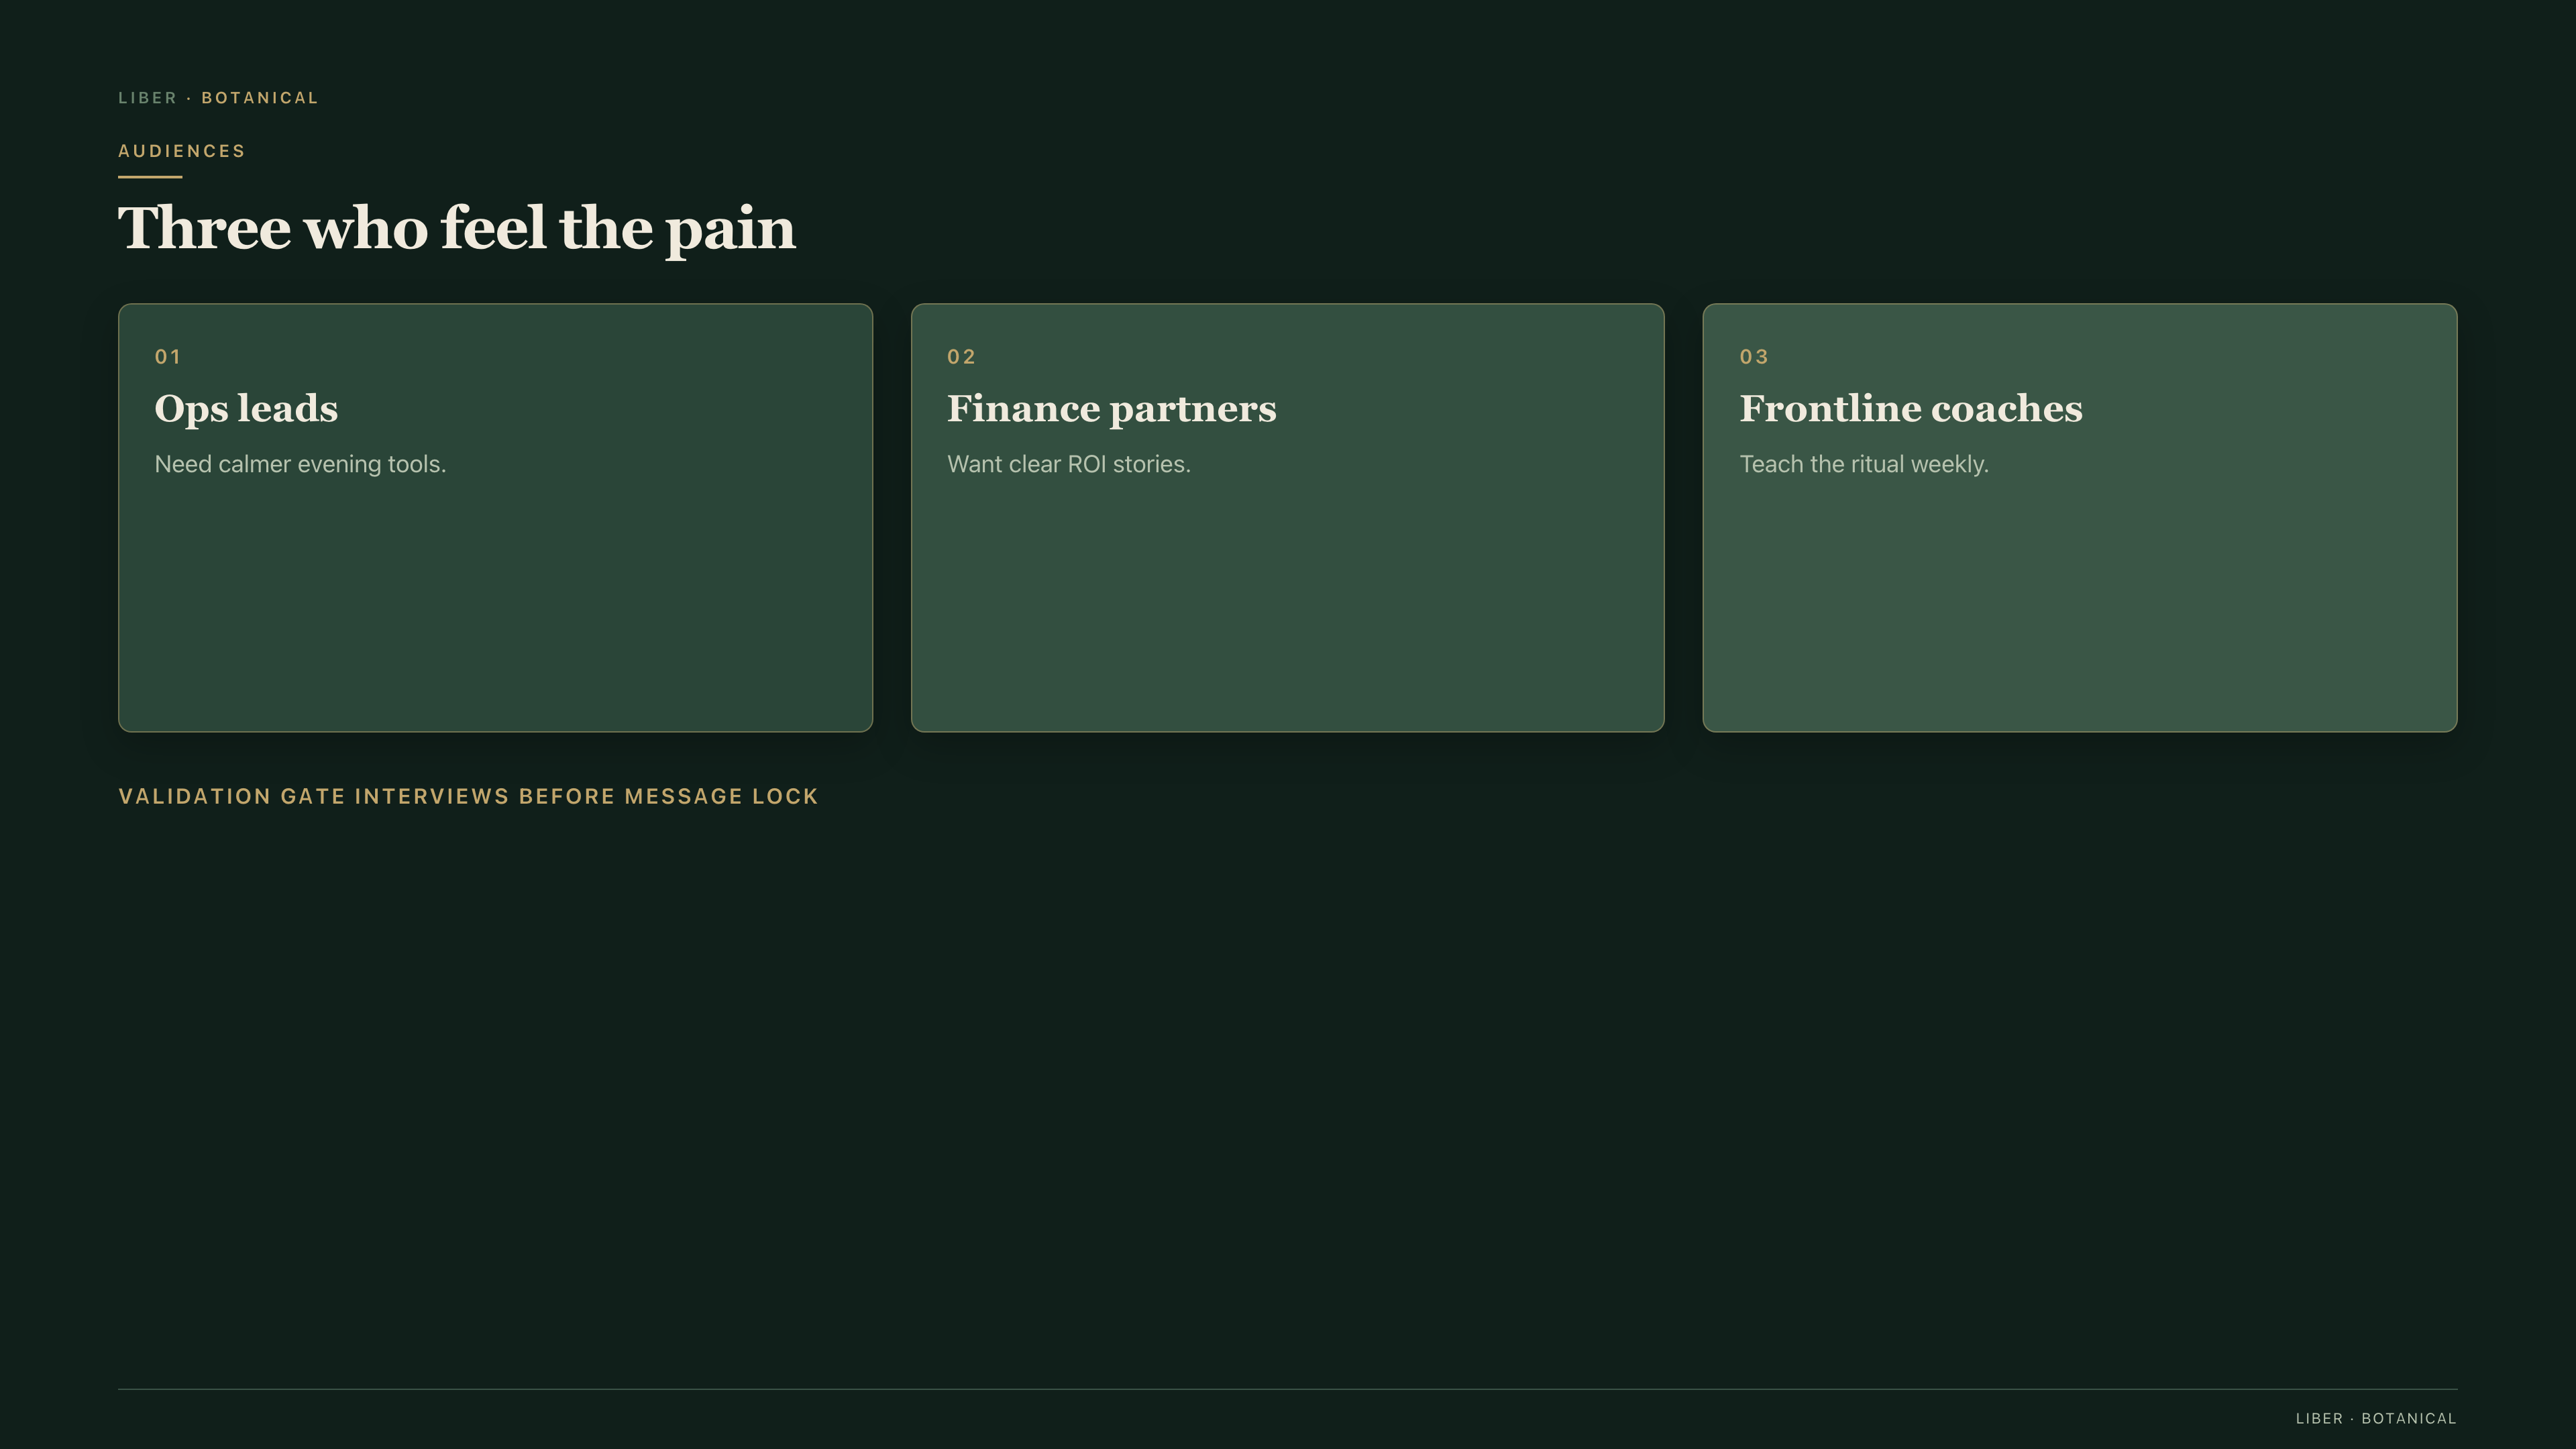 LIBER · BOTANICAL
AUDIENCES
Three who feel the pain
01
Ops leads
Need calmer evening tools.
02
Finance partners
Want clear ROI stories.
03
Frontline coaches
Teach the ritual weekly.
VALIDATION GATE INTERVIEWS BEFORE MESSAGE LOCK
LIBER · BOTANICAL